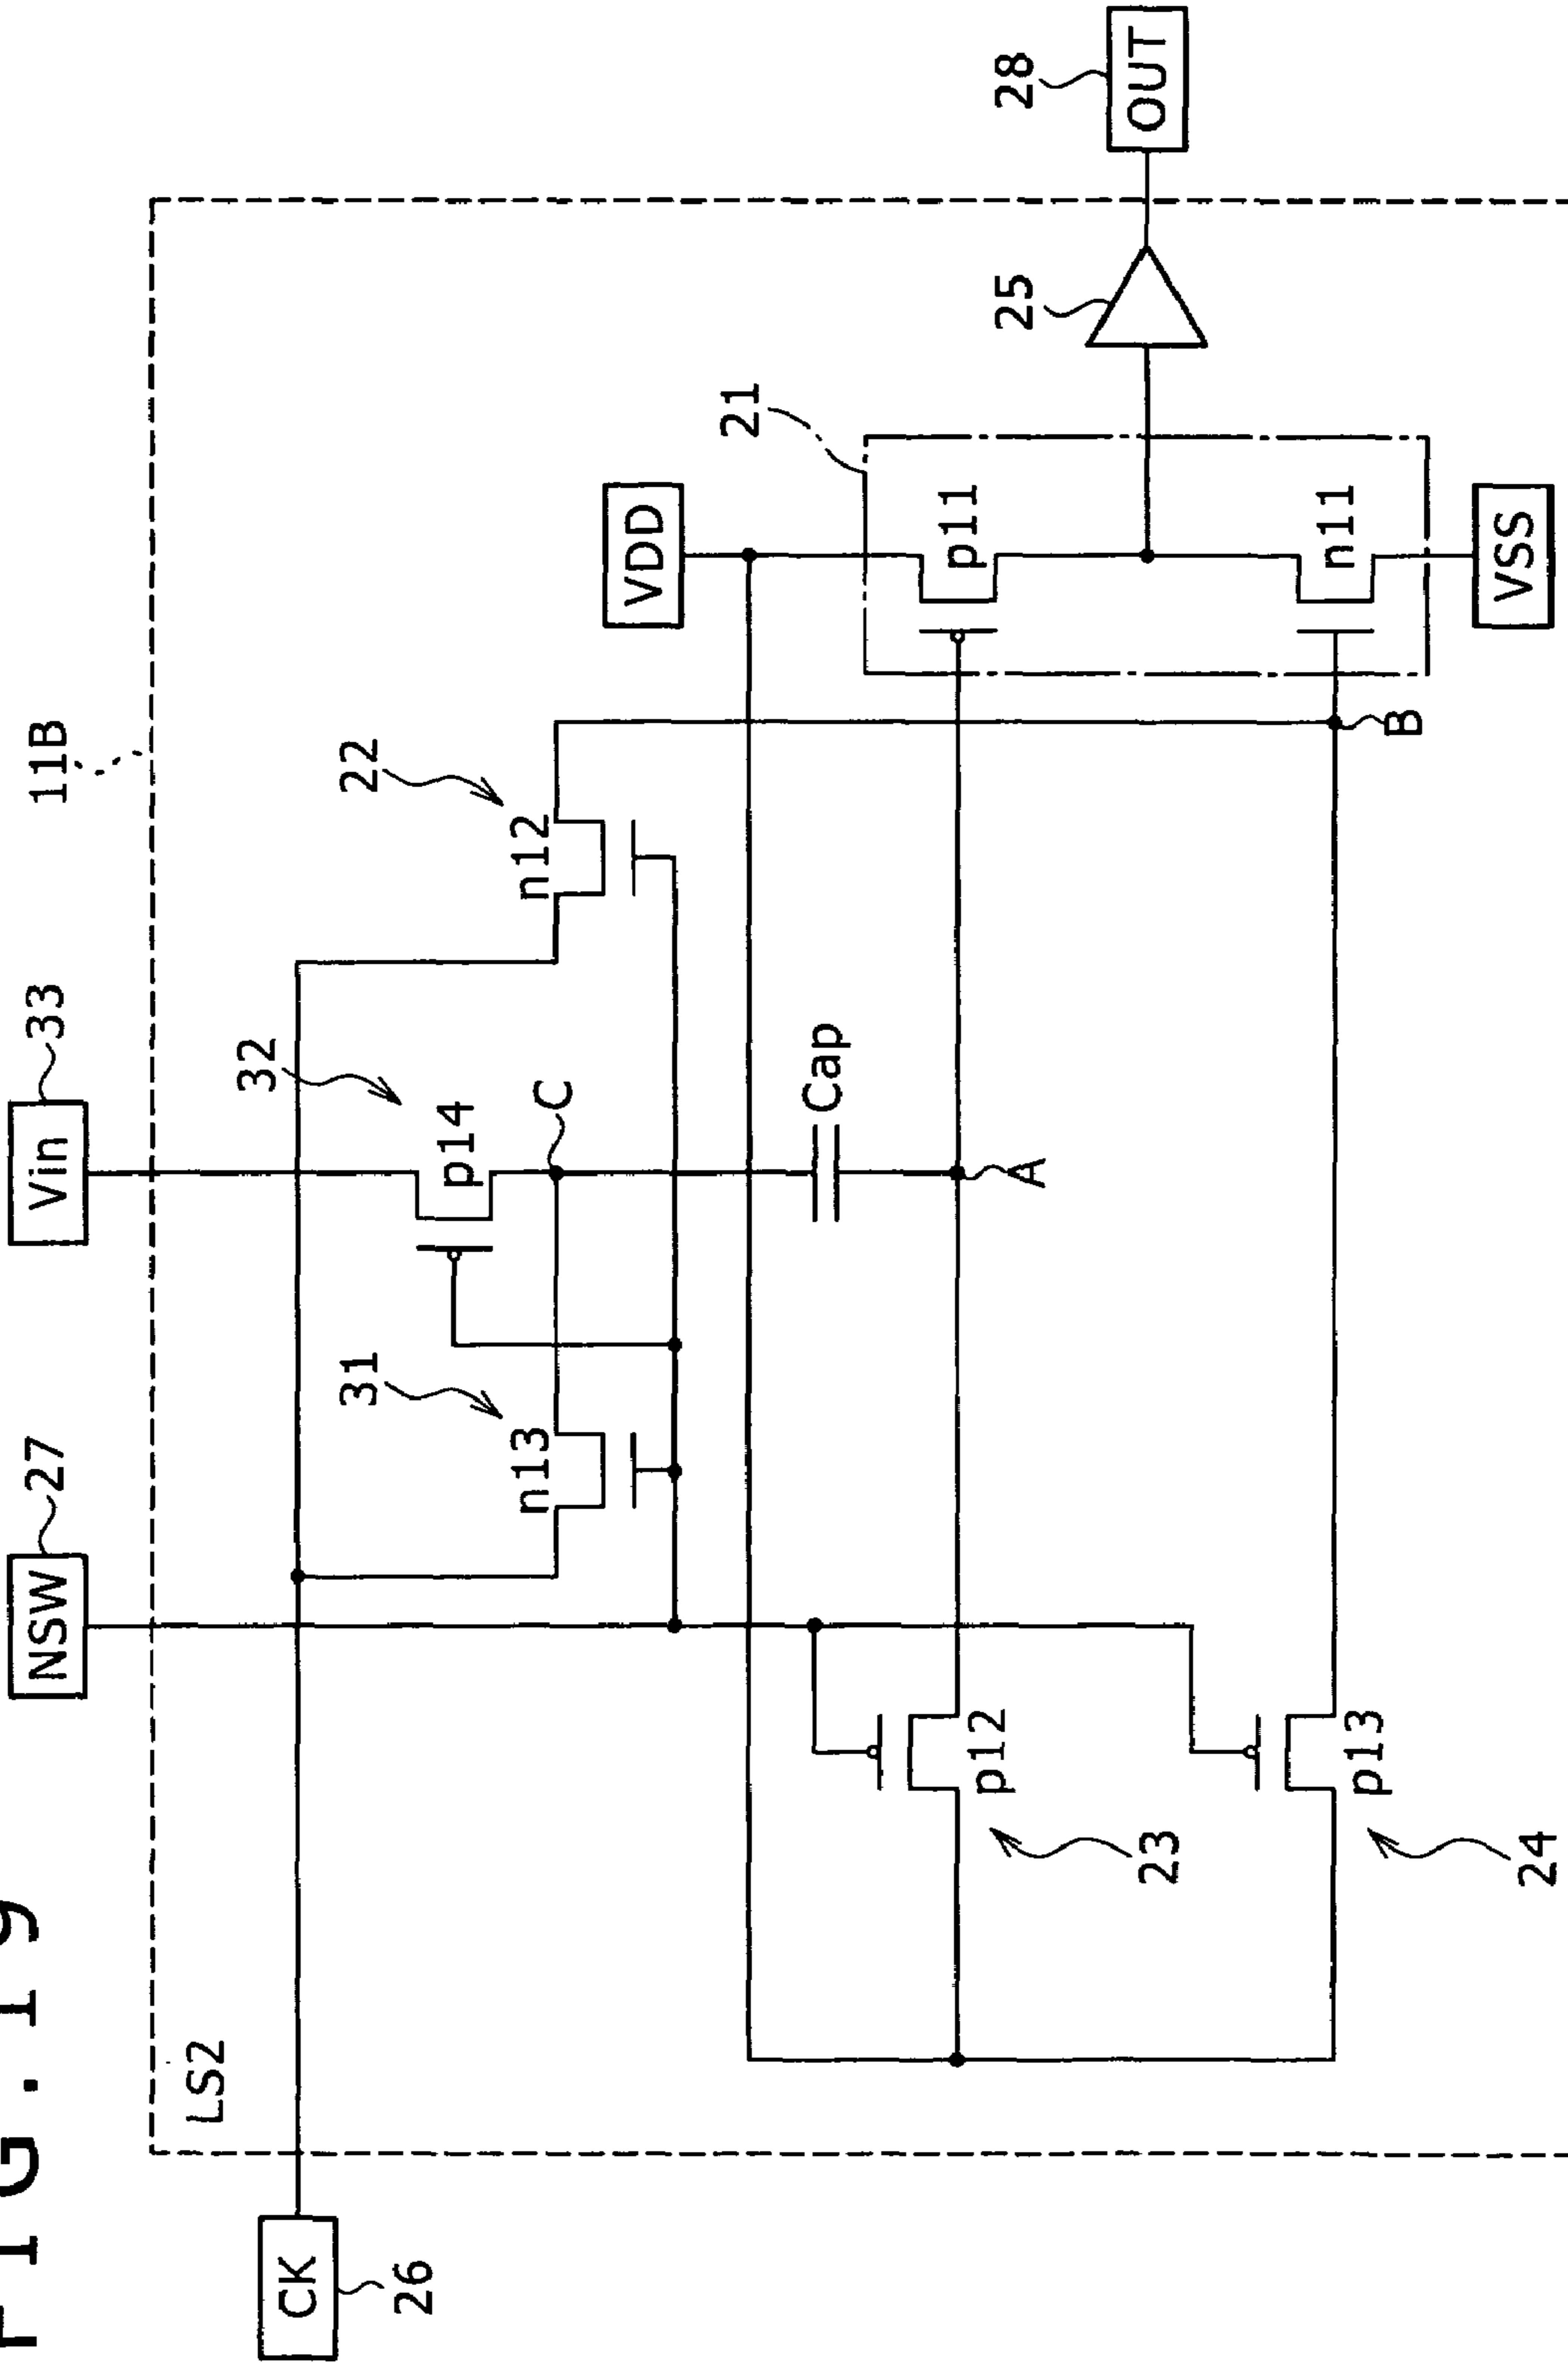 FIG.19
11B
NSW
27
Vin
33
LS2
CK
26
31
n13
32
p14
C
22
n12
Cap
A
VDD
21
p11
n11
VSS
B
p12
23
p13
24
25
OUT
28